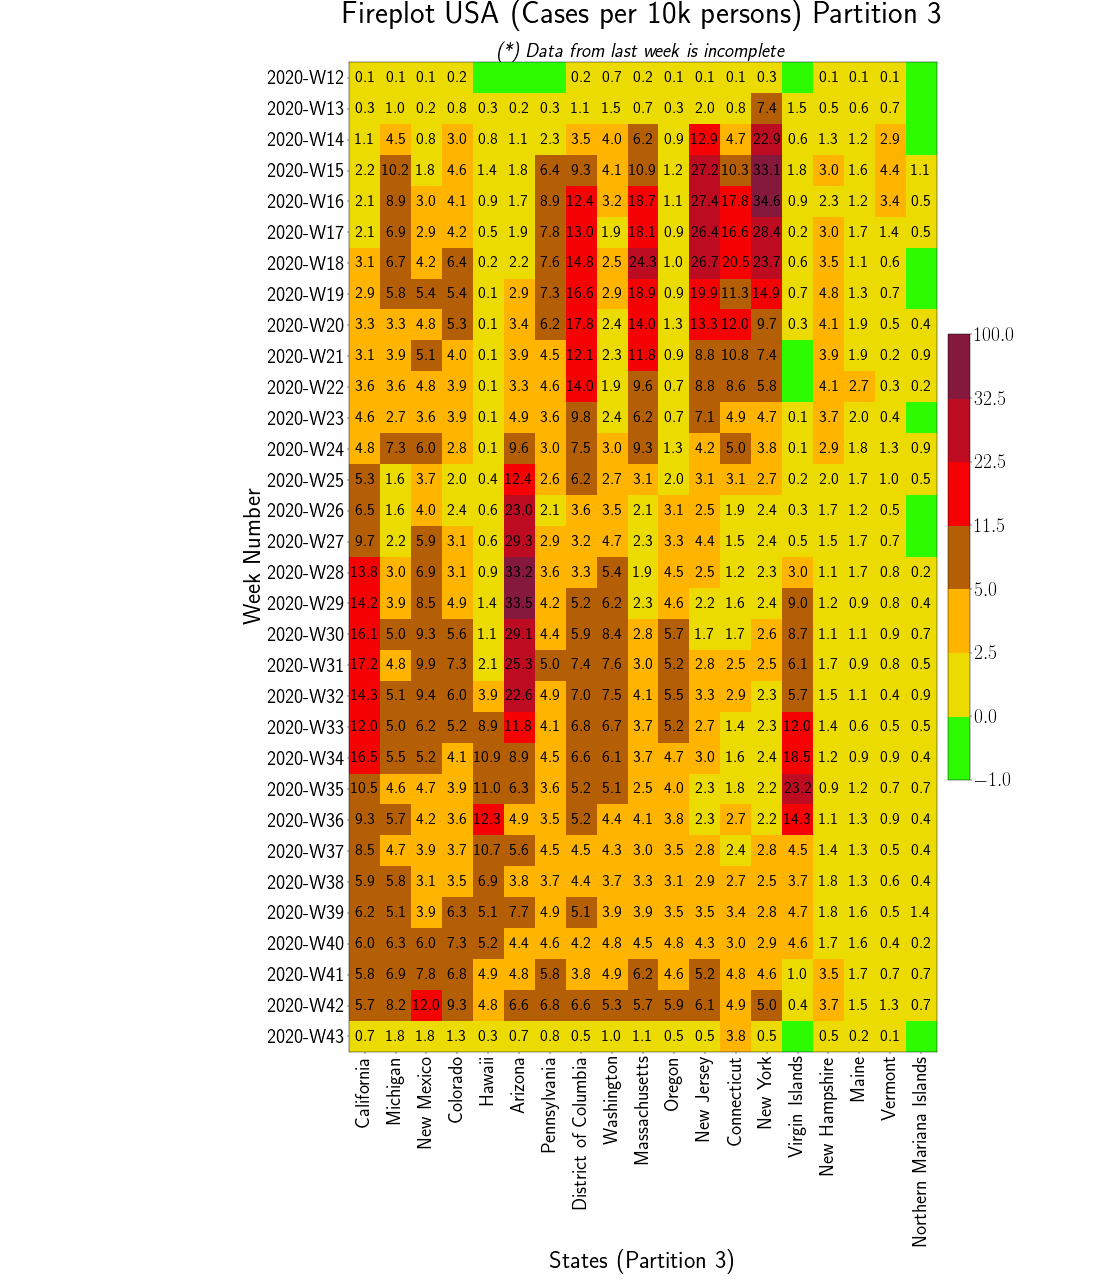 Fireplot USA (Cases per 10k persons) Partition 3
(*) Data from last week is incomplete
2020-W12 0.1 0.1 0.1 0.2 0.2 0.7 0.2 0.1 0.1 0.1 0.3 0.1 0.1 0.1
2020-W13 0.3 1.0 0.2 0.8 0.3 0.2 0.3 1.1 1.5 0.7 0.3 2.0 0.8 7.4 1.5 0.5 0.6 0.7
2020-W14 1.1 4.5 0.8 3.0 0.8 1.1 2.3 3.5 4.0 6.2 0.9 12.9 4.7 22.9 0.6 1.3 1.2 2.9
2020-W15 2.2 10.2 1.8 4.6 1.4 1.8 6.4 9.3 4.1 10.9 1.2 27.2 10.3 33.1 1.8 3.0 1.6 4.4 1.1
2020-W16 2.1 8.9 3.0 4.1 0.9 1.7 8.9 12.4 3.2 18.7 1.1 27.4 17.8 34.6 0.9 2.3 1.2 3.4 0.5
2020-W17 2.1 6.9 2.9 4.2 0.5 1.9 7.8 13.0 1.9 18.1 0.9 26.4 16.6 28.4 0.2 3.0 1.7 1.4 0.5
2020-W18 3.1 6.7 4.2 6.4 0.2 2.2 7.6 14.8 2.5 24.3 1.0 26.7 20.5 23.7 0.6 3.5 1.1 0.6
2020-W19 2.9 5.8 5.4 5.4 0.1 2.9 7.3 16.6 2.9 18.9 0.9 19.9 11.3 14.9 0.7 4.8 1.3 0.7
2020-W20 3.3 3.3 4.8 5.3 0.1 3.4 6.2 17.8 2.4 14.0 1.3 13.3 12.0 9.7 0.3 4.1 1.9 0.5 0.4
2020-W21 3.1 3.9 5.1 4.0 0.1 3.9 4.5 12.1 2.3 11.8 0.9 8.8 10.8 7.4 3.9 1.9 0.2 0.9
2020-W22 3.6 3.6 4.8 3.9 0.1 3.3 4.6 14.0 1.9 9.6 0.7 8.8 8.6 5.8 4.1 2.7 0.3 0.2
2020-W23 4.6 2.7 3.6 3.9 0.1 4.9 3.6 9.8 2.4 6.2 0.7 7.1 4.9 4.7 0.1 3.7 2.0 0.4
2020-W24 4.8 7.3 6.0 2.8 0.1 9.6 3.0 7.5 3.0 9.3 1.3 4.2 5.0 3.8 0.1 2.9 1.8 1.3 0.9
2020-W25 5.3 1.6 3.7 2.0 0.4 12.4 2.6 6.2 2.7 3.1 2.0 3.1 3.1 2.7 0.2 2.0 1.7 1.0 0.5
2020-W26 6.5 1.6 4.0 2.4 0.6 23.0 2.1 3.6 3.5 2.1 3.1 2.5 1.9 2.4 0.3 1.7 1.2 0.5
2020-W27 9.7 2.2 5.9 3.1 0.6 29.3 2.9 3.2 4.7 2.3 3.3 4.4 1.5 2.4 0.5 1.5 1.7 0.7
2020-W28 13.8 3.0 6.9 3.1 0.9 33.2 3.6 3.3 5.4 1.9 4.5 2.5 1.2 2.3 3.0 1.1 1.7 0.8 0.2
2020-W29 14.2 3.9 8.5 4.9 1.4 33.5 4.2 5.2 6.2 2.3 4.6 2.2 1.6 2.4 9.0 1.2 0.9 0.8 0.4
2020-W30 16.1 5.0 9.3 5.6 1.1 29.1 4.4 5.9 8.4 2.8 5.7 1.7 1.7 2.6 8.7 1.1 1.1 0.9 0.7
2020-W31 17.2 4.8 9.9 7.3 2.1 25.3 5.0 7.4 7.6 3.0 5.2 2.8 2.5 2.5 6.1 1.7 0.9 0.8 0.5
2020-W32 14.3 5.1 9.4 6.0 3.9 22.6 4.9 7.0 7.5 4.1 5.5 3.3 2.9 2.3 5.7 1.5 1.1 0.4 0.9
2020-W33 12.0 5.0 6.2 5.2 8.9 11.8 4.1 6.8 6.7 3.7 5.2 2.7 1.4 2.3 12.0 1.4 0.6 0.5 0.5
2020-W34 16.5 5.5 5.2 4.1 10.9 8.9 4.5 6.6 6.1 3.7 4.7 3.0 1.6 2.4 18.5 1.2 0.9 0.9 0.4
2020-W35 10.5 4.6 4.7 3.9 11.0 6.3 3.6 5.2 5.1 2.5 4.0 2.3 1.8 2.2 23.2 0.9 1.2 0.7 0.7
2020-W36 9.3 5.7 4.2 3.6 12.3 4.9 3.5 5.2 4.4 4.1 3.8 2.3 2.7 2.2 14.3 1.1 1.3 0.9 0.4
2020-W37 8.5 4.7 3.9 3.7 10.7 5.6 4.5 4.5 4.3 3.0 3.5 2.8 2.4 2.8 4.5 1.4 1.3 0.5 0.4
2020-W38 5.9 5.8 3.1 3.5 6.9 3.8 3.7 4.4 3.7 3.3 3.1 2.9 2.7 2.5 3.7 1.8 1.3 0.6 0.4
2020-W39 6.2 5.1 3.9 6.3 5.1 7.7 4.9 5.1 3.9 3.9 3.5 3.5 3.4 2.8 4.7 1.8 1.6 0.5 1.4
2020-W40 6.0 6.3 6.0 7.3 5.2 4.4 4.6 4.2 4.8 4.5 4.8 4.3 3.0 2.9 4.6 1.7 1.6 0.4 0.2
2020-W41 5.8 6.9 7.8 6.8 4.9 4.8 5.8 3.8 4.9 6.2 4.6 5.2 4.8 4.6 1.0 3.5 1.7 0.7 0.7
2020-W42 5.7 8.2 12.0 9.3 4.8 6.6 6.8 6.6 5.3 5.7 5.9 6.1 4.9 5.0 0.4 3.7 1.5 1.3 0.7
2020-W43 0.7 1.8 1.8 1.3 0.3 0.7 0.8 0.5 1.0 1.1 0.5 0.5 3.8 0.5 0.5 0.2 0.1
Week Number
California
Michigan
New Mexico
Colorado
Hawaii
Arizona
Pennsylvania
District of Columbia
Washington
Massachusetts
Oregon
New Jersey
Connecticut
New York
Virgin Islands
New Hampshire
Maine
Vermont
Northern Mariana Islands
States (Partition 3)
100.0
32.5
22.5
11.5
5.0
2.5
0.0
−1.0